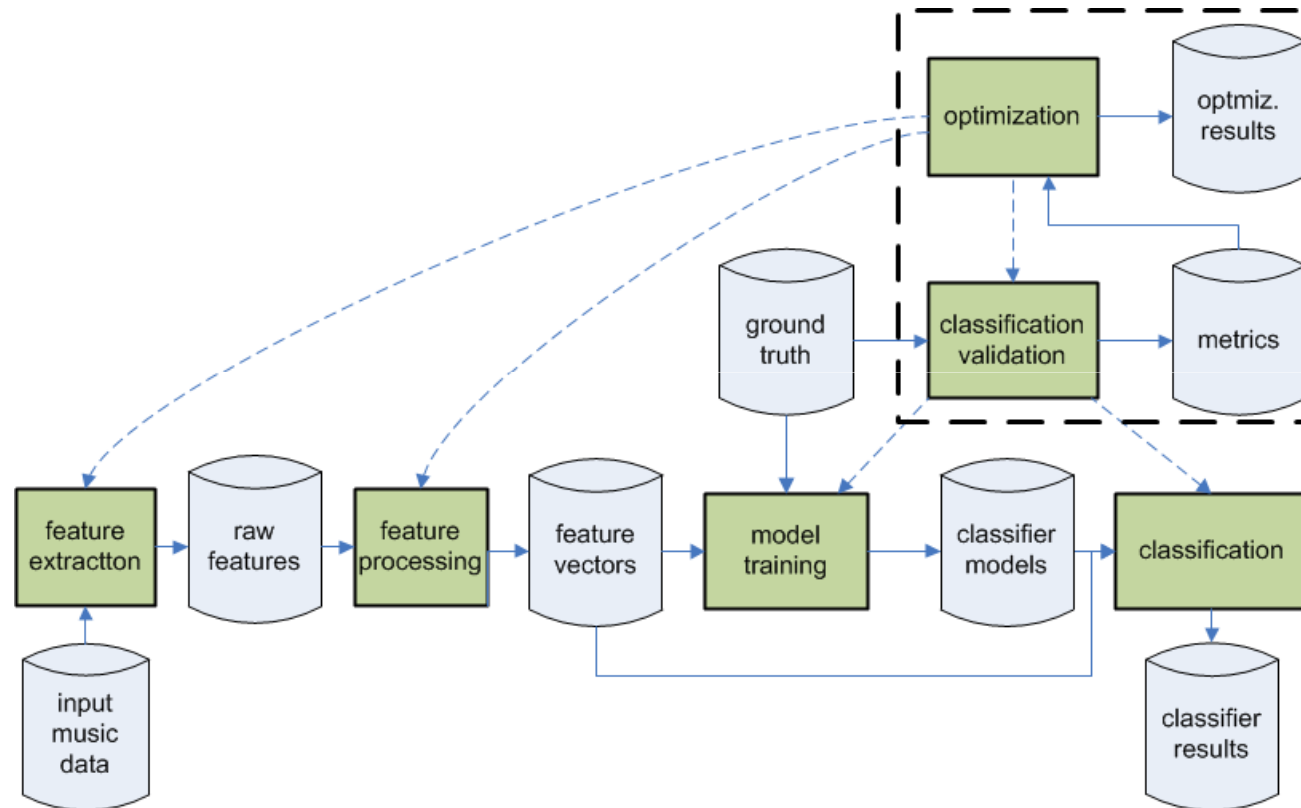 optimization
optmiz.
results
ground
truth
classification
validation
metrics
feature
extractton
raw
features
feature
processing
feature
vectors
model
training
classifier
models
classification
input
music
data
classifier
results